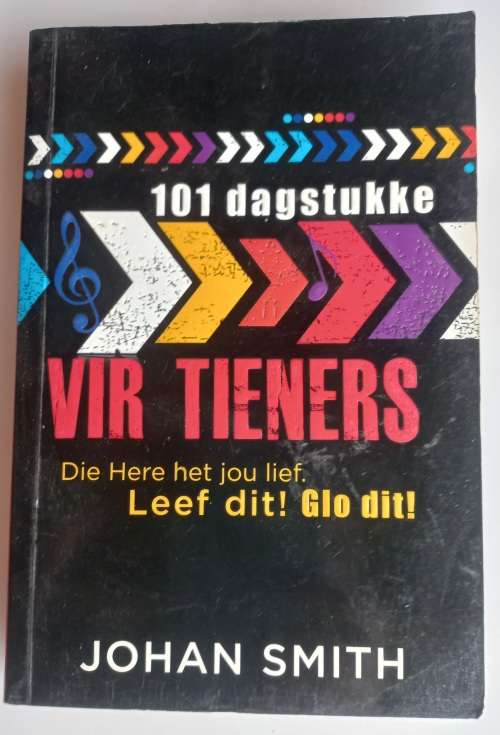 101 dagstukke
VIR TIENERS
Die Here het jou lief.
Leef dit! Glo dit!
JOHAN SMITH